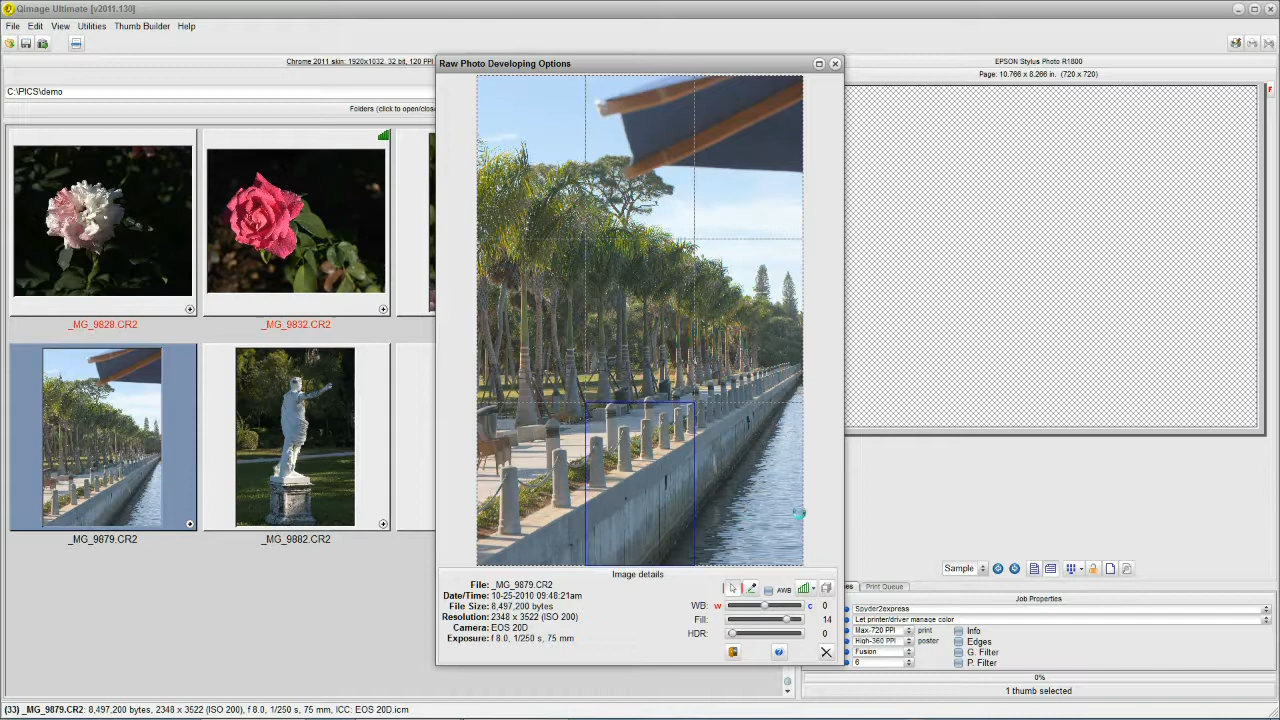 Qimage Ultimate [v2011.130]
File Edit View Utilities Thumb Builder Help
Chrome 2011 skin: 1920x1032, 32 bit, 120 PPI
C:\PICS\demo
Folders (click to open/close
_MG_9828.CR2
_MG_9832.CR2
_MG_9879.CR2
_MG_9882.CR2
Raw Photo Developing Options
Image details
File: _MG_9879.CR2
Date/Time: 10-25-2010 09:48:21am
File Size: 8,497,200 bytes
Resolution: 2348 x 3522 (ISO 200)
Camera: EOS 20D
Exposure: f 8.0, 1/250 s, 75 mm
AWB
WB: W C 0
Fill: 14
HDR: 0
EPSON Stylus Photo R1800
Page: 10.766 x 8.266 in. (720 x 720)
F
Sample
Print Queue
Job Properties
Spyder2express
Let printer/driver manage color
Max-720 PPI print Info
High-360 PPI poster Edges
Fusion G. Filter
6 P. Filter
0%
1 thumb selected
(33) _MG_9879.CR2: 8,497,200 bytes, 2348 x 3522 (ISO 200), f 8.0, 1/250 s, 75 mm, ICC: EOS 20D.icm